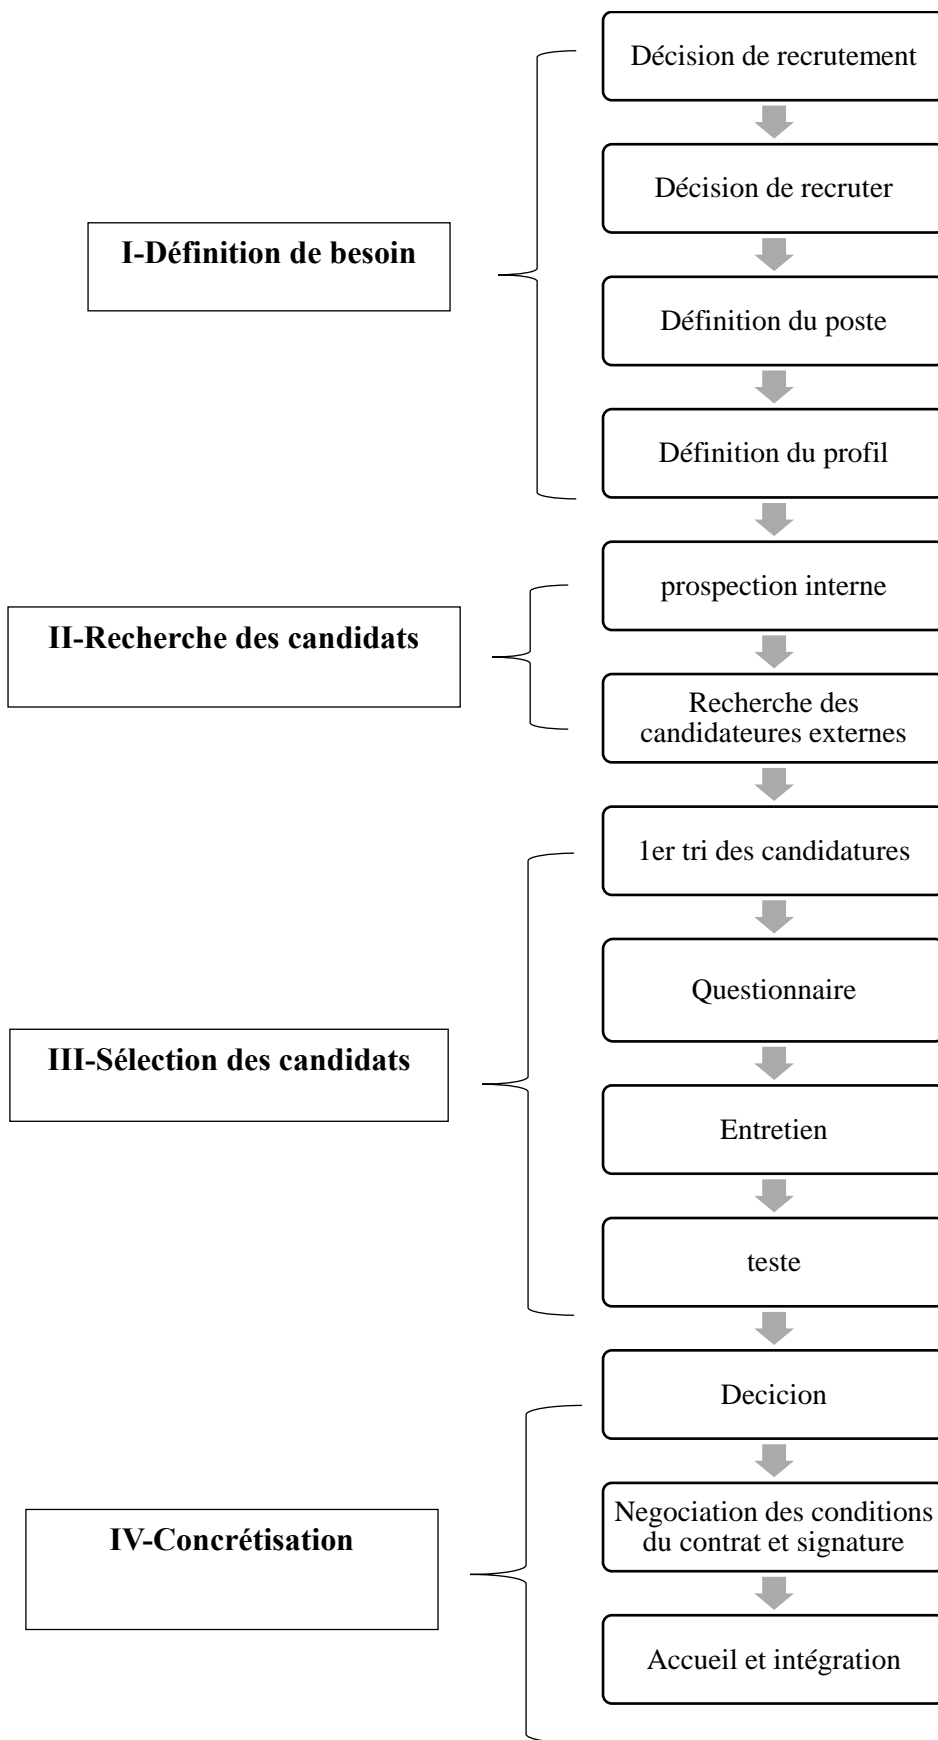 Décision de recrutement
Décision de recruter
I-Définition de besoin
Définition du poste
Définition du profil
prospection interne
II-Recherche des candidats
Recherche des
candidateures externes
1er tri des candidatures
Questionnaire
III-Sélection des candidats
Entretien
teste
Decicion
Negociation des conditions
du contrat et signature
IV-Concrétisation
Accueil et intégration